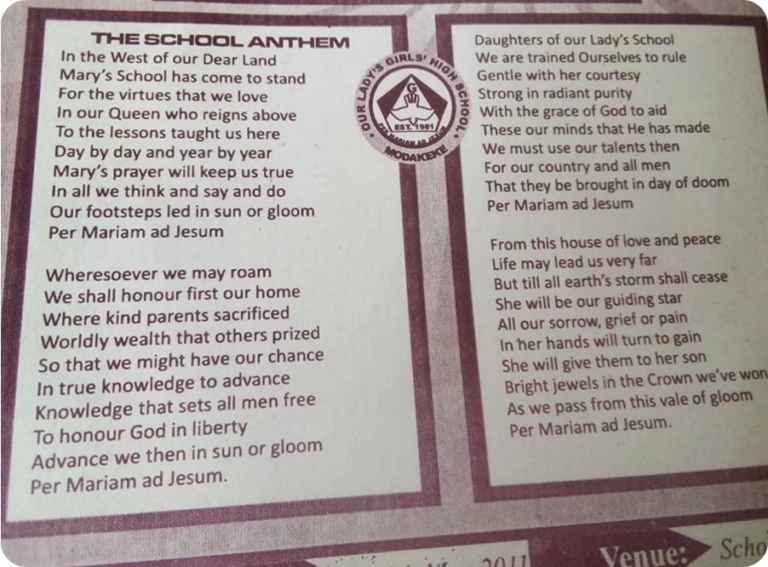 THE SCHOOL ANTHEM
In the West of our Dear Land
Mary's School has come to stand
For the virtues that we love
In our Queen who reigns above
To the lessons taught us here
Day by day and year by year
Mary's prayer will keep us true
In all we think and say and do
Our footsteps led in sun or gloom
Per Mariam ad Jesum
Wheresoever we may roam
We shall honour first our home
Where kind parents sacrificed
Worldly wealth that others prized
So that we might have our chance
In true knowledge to advance
Knowledge that sets all men free
To honour God in liberty
Advance we then in sun or gloom
Per Mariam ad Jesum.
OUR LADY'S GIRLS' HIGH SCHOOL
G
EST. 1961
PER MARIAM AD JESUM
MODAKEKE
Daughters of our Lady's School
We are trained Ourselves to rule
Gentle with her courtesy
Strong in radiant purity
With the grace of God to aid
These our minds that He has made
We must use our talents then
For our country and all men
That they be brought in day of doom
Per Mariam ad Jesum
From this house of love and peace
Life may lead us very far
But till all earth's storm shall cease
She will be our guiding star
All our sorrow, grief or pain
In her hands will turn to gain
She will give them to her son
Bright jewels in the Crown we've won
As we pass from this vale of gloom
Per Mariam ad Jesum.
2011
Venue:
Scho